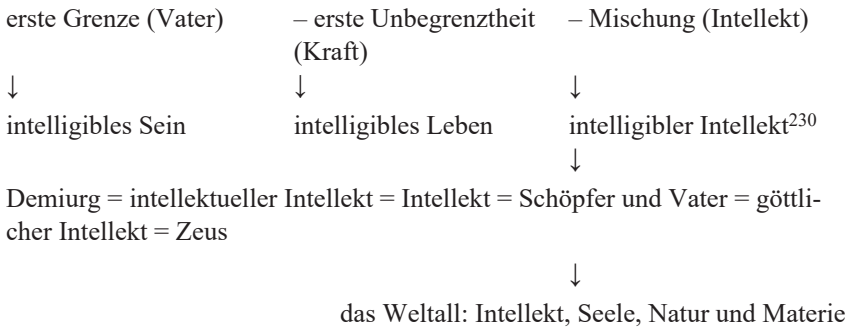 erste Grenze (Vater) – erste Unbegrenztheit – Mischung (Intellekt)
(Kraft)
↓ ↓ ↓
intelligibles Sein intelligibles Leben intelligibler Intellekt230
↓
Demiurg = intellektueller Intellekt = Intellekt = Schöpfer und Vater = göttli-
cher Intellekt = Zeus
↓
das Weltall: Intellekt, Seele, Natur und Materie